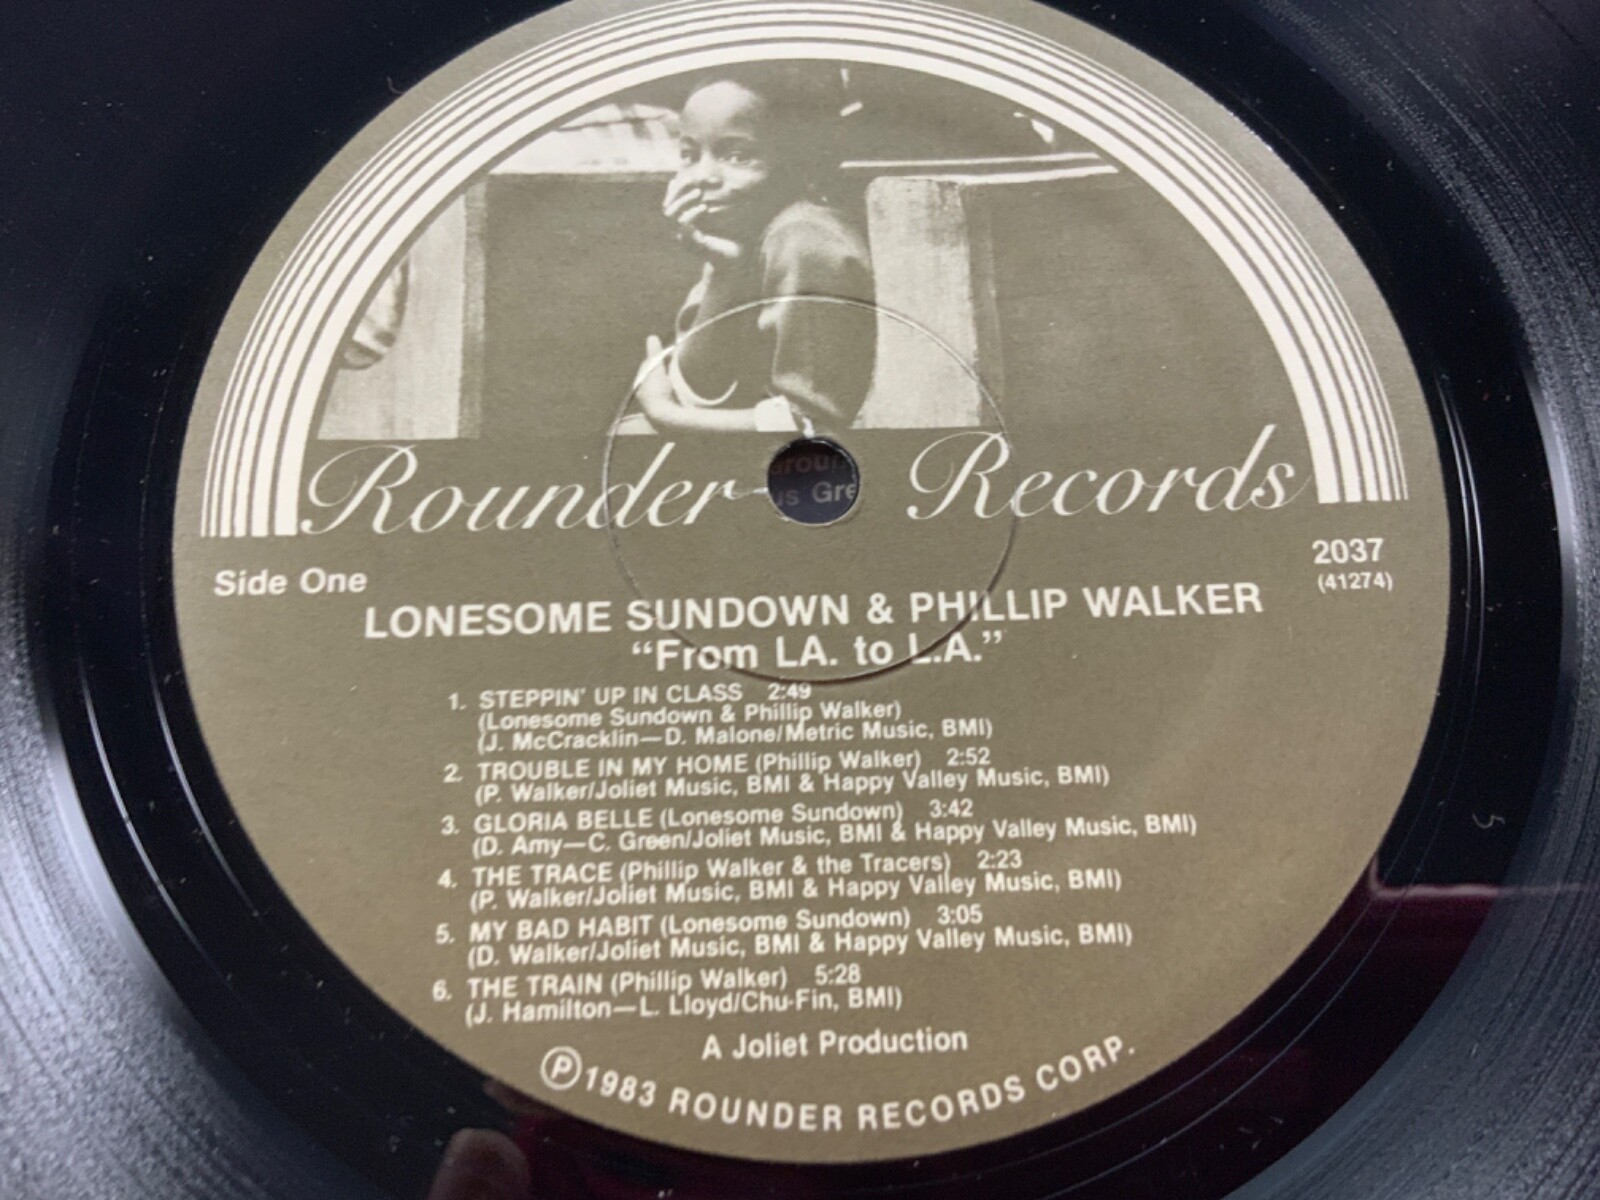 Rounder Records
Side One
2037
(41274)
LONESOME SUNDOWN & PHILLIP WALKER
“From LA. to L.A.”
1. STEPPIN' UP IN CLASS 2:49
(Lonesome Sundown & Phillip Walker)
(J. McCracklin—D. Malone/Metric Music, BMI)
2. TROUBLE IN MY HOME (Phillip Walker) 2:52
(P. Walker/Joliet Music, BMI & Happy Valley Music, BMI)
3. GLORIA BELLE (Lonesome Sundown) 3:42
(D. Amy—C. Green/Joliet Music, BMI & Happy Valley Music, BMI)
4. THE TRACE (Phillip Walker & the Tracers) 2:23
(P. Walker/Joliet Music, BMI & Happy Valley Music, BMI)
5. MY BAD HABIT (Lonesome Sundown) 3:05
(D. Walker/Joliet Music, BMI & Happy Valley Music, BMI)
6. THE TRAIN (Phillip Walker) 5:28
(J. Hamilton—L. Lloyd/Chu-Fin, BMI)
A Joliet Production
Ⓟ1983 ROUNDER RECORDS CORP.